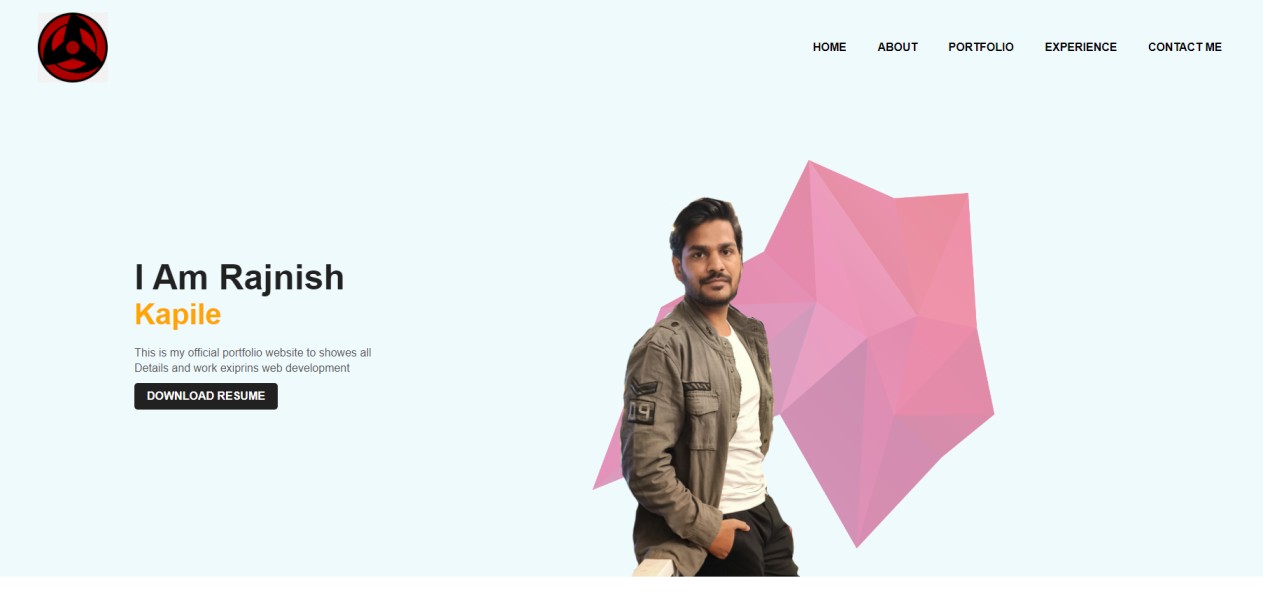 HOME ABOUT PORTFOLIO EXPERIENCE CONTACT ME
I Am Rajnish
Kapile
This is my official portfolio website to showes all
Details and work exiprins web development
DOWNLOAD RESUME
09